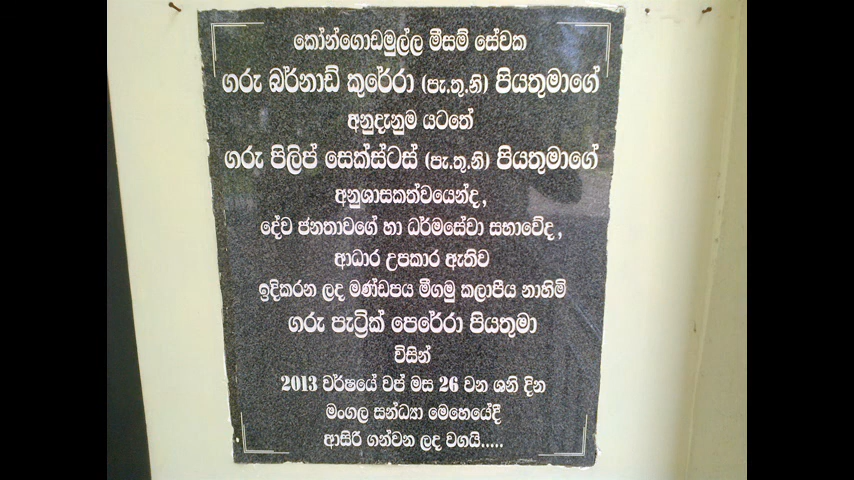 කෝන්ගොඩමුල්ල මීසම් සේවක
ගරු බර්නාඩ් කුරේරා (පැ.තු.නි) පියතුමාගේ
අනුදැනුම යටතේ
ගරු පිලිප් සෙක්ස්ටස් (පැ.තු.නි) පියතුමාගේ
අනුශාසකත්වයෙන්ද,
දේව ජනතාවගේ හා ධර්මසේවා සභාවේද,
ආධාර උපකාර ඇතිව
ඉදිකරන ලද මණ්ඩපය මීගමු කලාපීය නාහිමි
ගරු පැට්‍රික් පෙරේරා පියතුමා
විසින්
2013 වර්ෂයේ වප් මස 26 වන ශනි දින
මංගල සන්ධ්‍යා මෙහෙයේදී
ආසිරි ගන්වන ලද වගයි.....